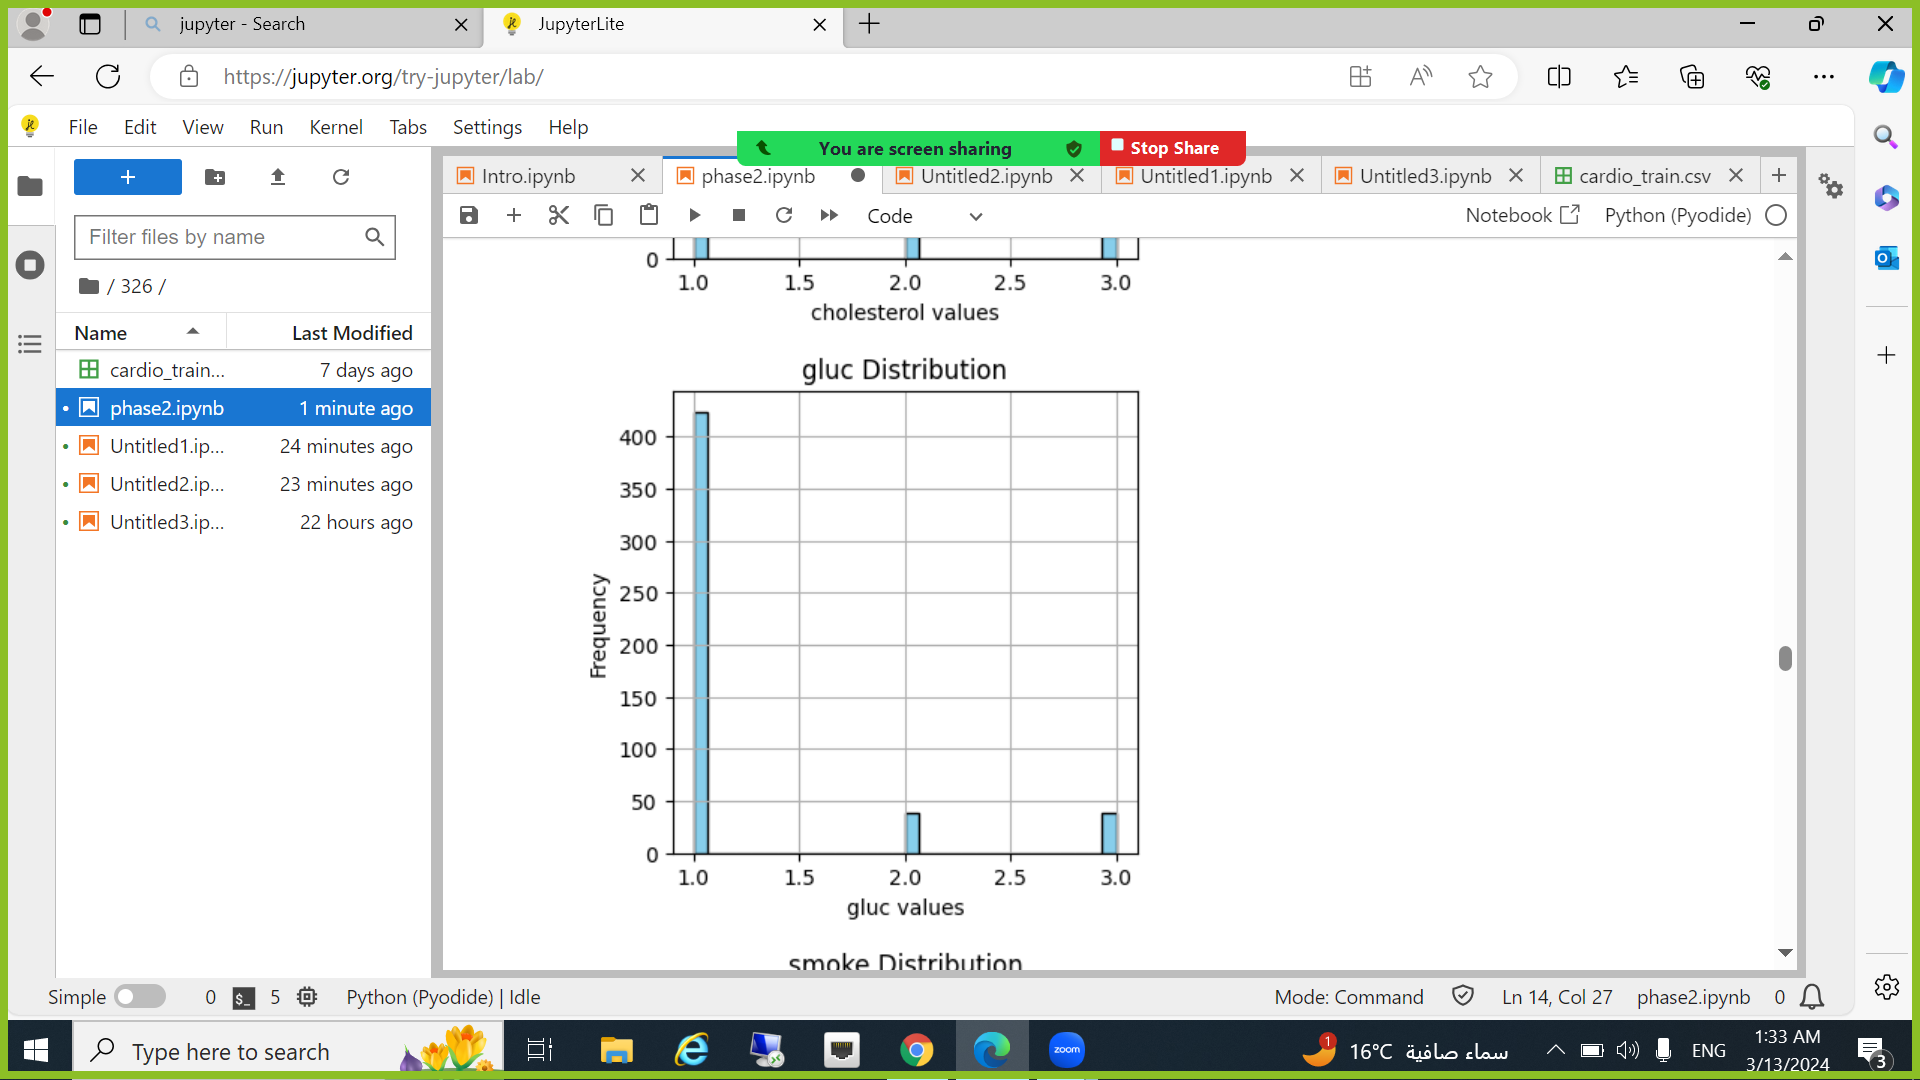 jupyter - Search
JupyterLite
https://jupyter.org/try-jupyter/lab/
File Edit View Run Kernel Tabs Settings Help
You are screen sharing
Stop Share
Intro.ipynb
phase2.ipynb
Untitled2.ipynb
Untitled1.ipynb
Untitled3.ipynb
cardio_train.csv
Code
Notebook
Python (Pyodide)
Filter files by name
/ 326 /
Name Last Modified
cardio_train... 7 days ago
phase2.ipynb 1 minute ago
Untitled1.ip... 24 minutes ago
Untitled2.ip... 23 minutes ago
Untitled3.ip... 22 hours ago
0
1.0 1.5 2.0 2.5 3.0
cholesterol values
gluc Distribution
400
350
300
250
200
150
100
50
0
Frequency
1.0 1.5 2.0 2.5 3.0
gluc values
smoke Distribution
Simple 0 $_ 5 Python (Pyodide) | Idle
Mode: Command Ln 14, Col 27 phase2.ipynb 0
Type here to search
zoom
1
16°C سماء صافية
ENG
1:33 AM
3/13/2024
3